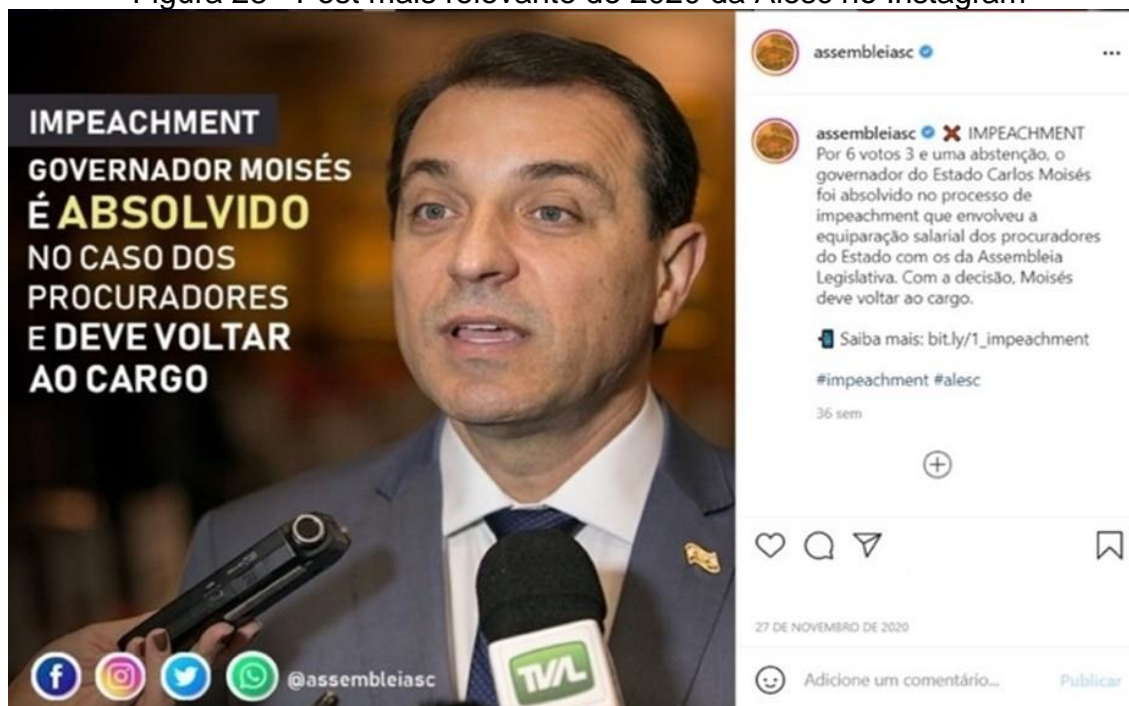 IMPEACHMENT
GOVERNADOR MOISÉS
É ABSOLVIDO
NO CASO DOS
PROCURADORES
E DEVE VOLTAR
AO CARGO
@assembleiasc
TVAL
assembleiasc
assembleiasc ❌ IMPEACHMENT
Por 6 votos 3 e uma abstenção, o
governador do Estado Carlos Moisés
foi absolvido no processo de
impeachment que envolveu a
equiparação salarial dos procuradores
do Estado com os da Assembleia
Legislativa. Com a decisão, Moisés
deve voltar ao cargo.
📲 Saiba mais: bit.ly/1_impeachment
#impeachment #alesc
36 sem
27 DE NOVEMBRO DE 2020
Adicione um comentário... Publicar